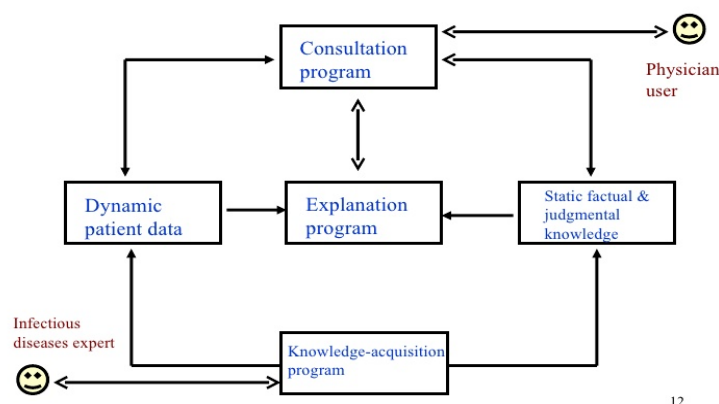 Consultation
program
Physician
user
Dynamic
patient data
Explanation
program
Static factual &
judgmental
knowledge
Infectious
diseases expert
Knowledge-acquisition
program
12